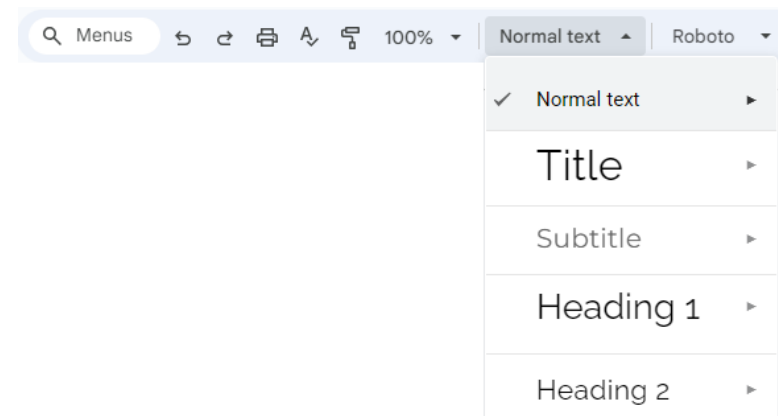 Menus 100% Normal text Roboto
Normal text
Title
Subtitle
Heading 1
Heading 2